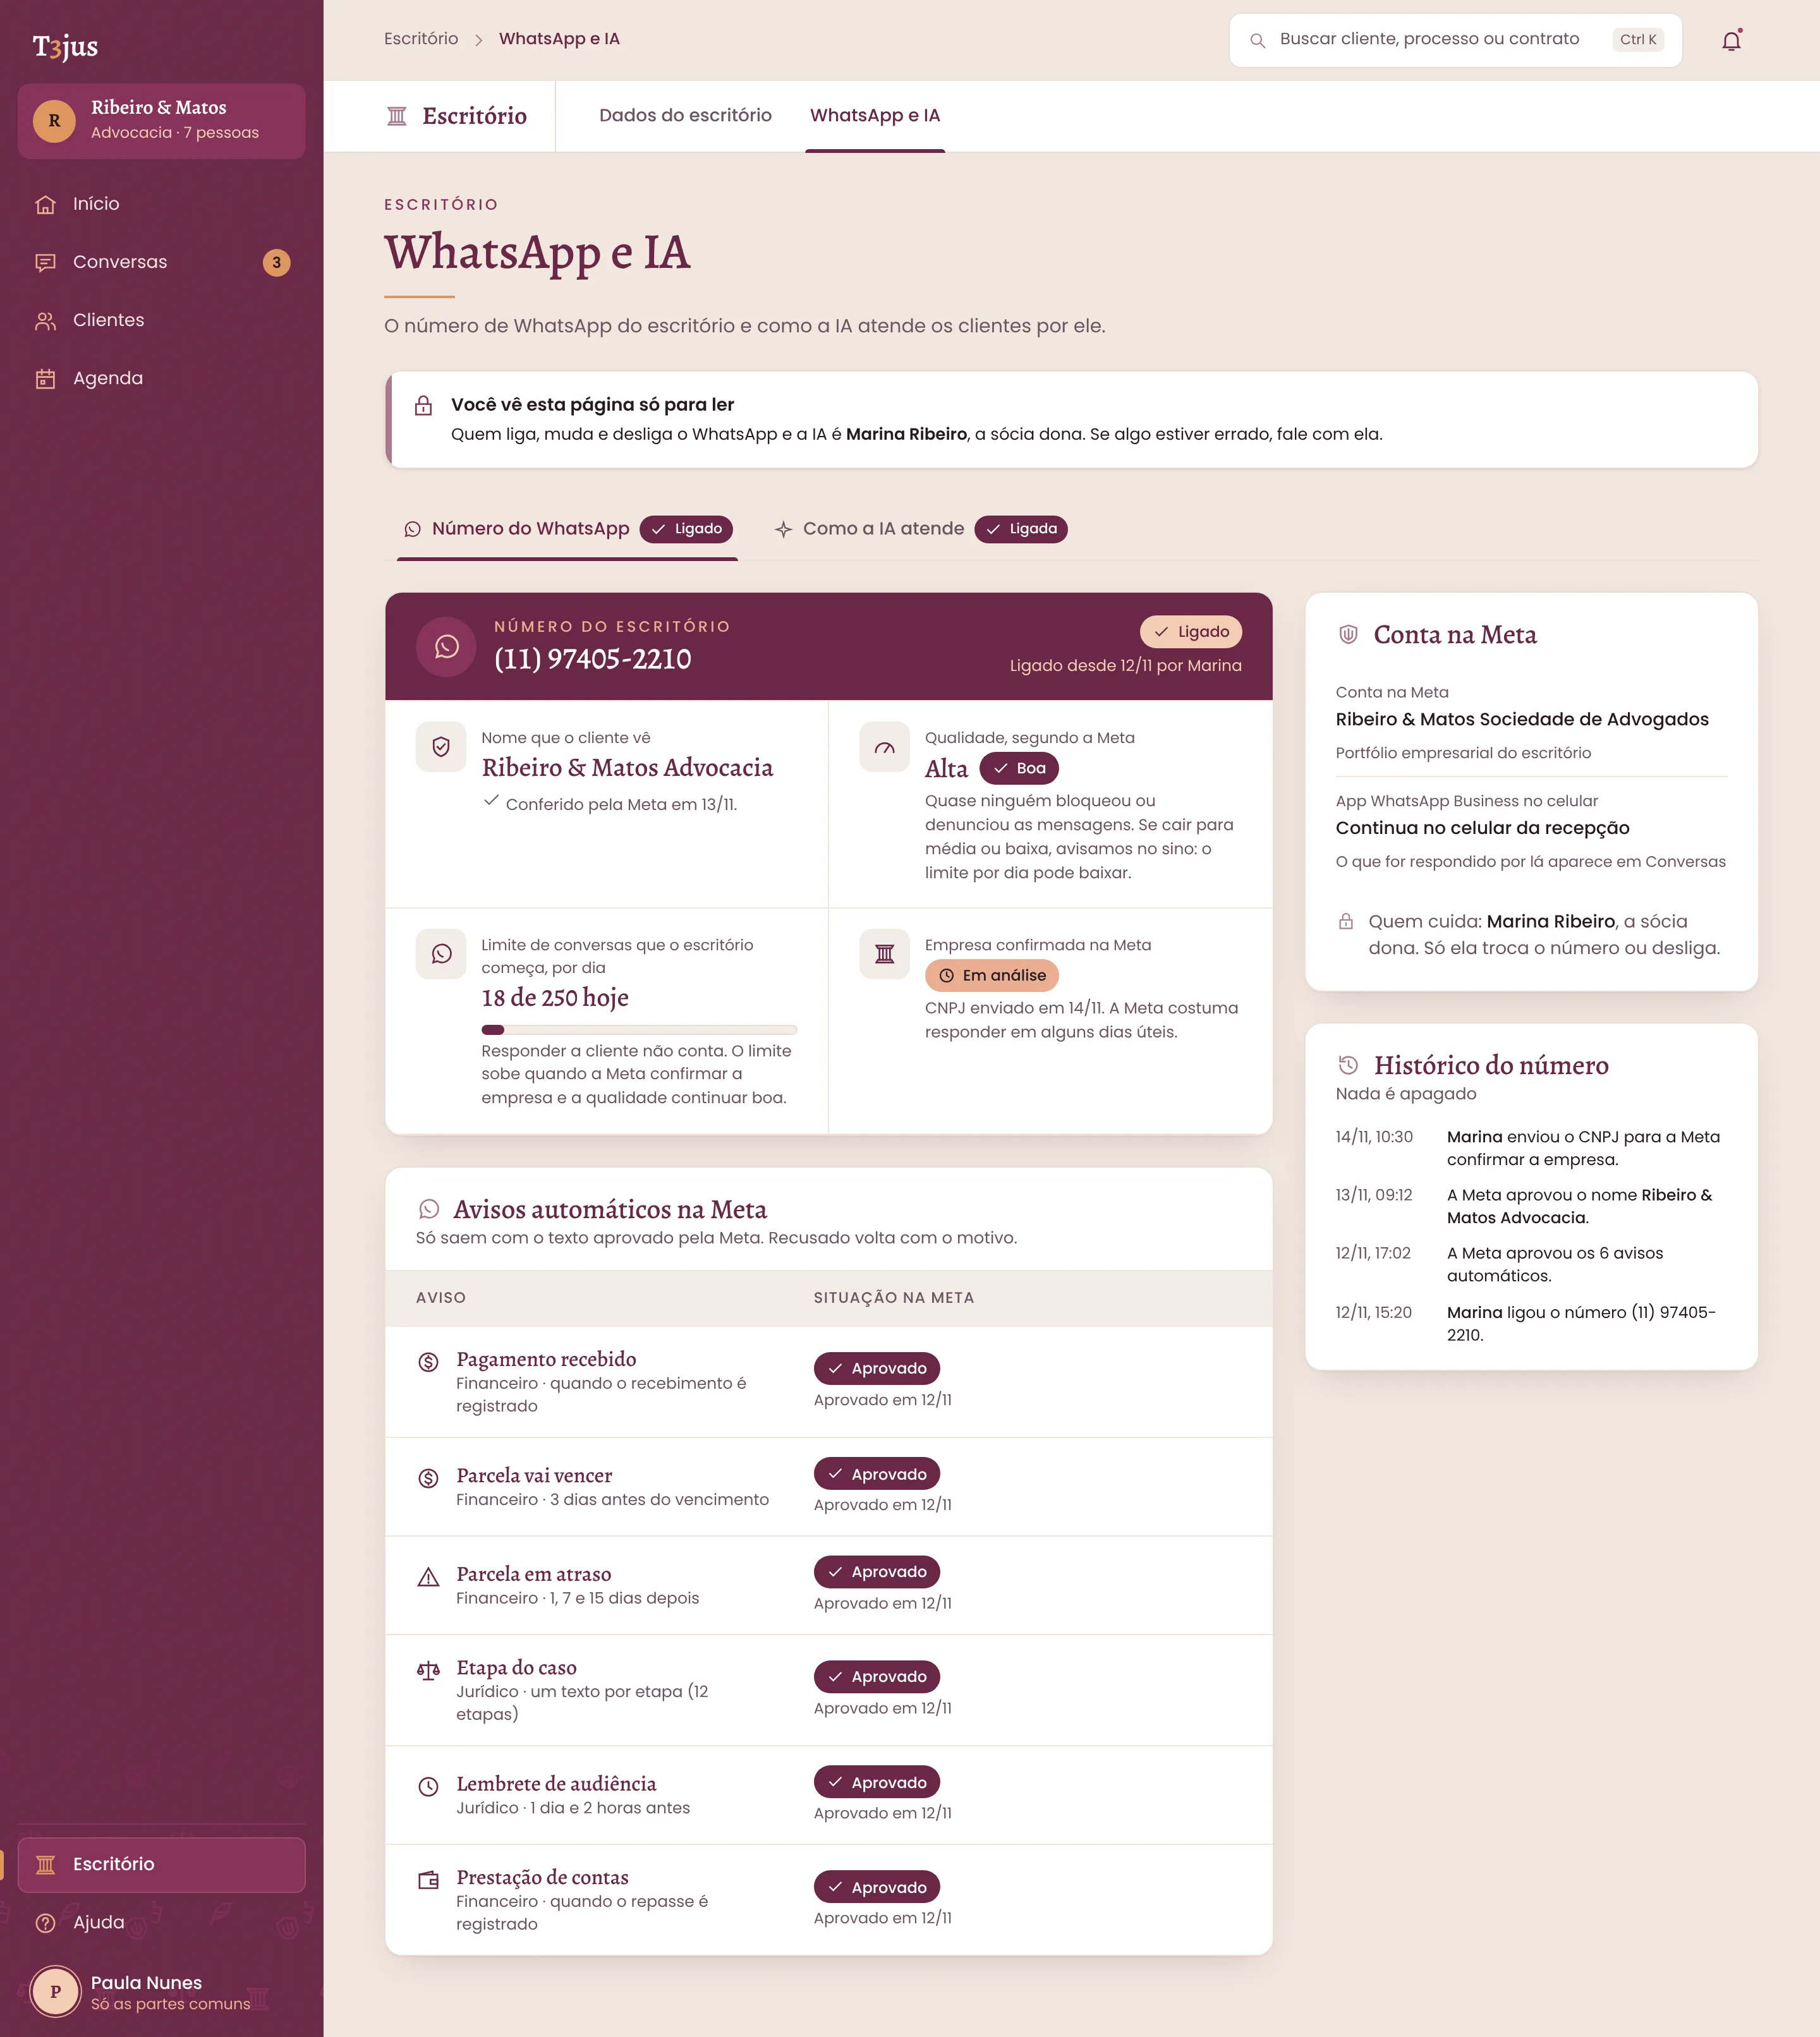 T3jus
R
Ribeiro & Matos
Advocacia · 7 pessoas
Início
Conversas
3
Clientes
Agenda
Escritório
Ajuda
P
Paula Nunes
Só as partes comuns
Escritório
WhatsApp e IA
Buscar cliente, processo ou contrato
Ctrl K
Escritório
Dados do escritório
WhatsApp e IA
ESCRITÓRIO
WhatsApp e IA
O número de WhatsApp do escritório e como a IA atende os clientes por ele.
Você vê esta página só para ler
Quem liga, muda e desliga o WhatsApp e a IA é Marina Ribeiro, a sócia dona. Se algo estiver errado, fale com ela.
Número do WhatsApp
Ligado
Como a IA atende
Ligada
NÚMERO DO ESCRITÓRIO
(11) 97405-2210
Ligado
Ligado desde 12/11 por Marina
Nome que o cliente vê
Ribeiro & Matos Advocacia
Conferido pela Meta em 13/11.
Qualidade, segundo a Meta
Alta
Boa
Quase ninguém bloqueou ou
denunciou as mensagens. Se cair para
média ou baixa, avisamos no sino: o
limite por dia pode baixar.
Limite de conversas que o escritório
começa, por dia
18 de 250 hoje
Responder a cliente não conta. O limite
sobe quando a Meta confirmar a
empresa e a qualidade continuar boa.
Empresa confirmada na Meta
Em análise
CNPJ enviado em 14/11. A Meta costuma
responder em alguns dias úteis.
Avisos automáticos na Meta
Só saem com o texto aprovado pela Meta. Recusado volta com o motivo.
AVISO
SITUAÇÃO NA META
Pagamento recebido
Financeiro · quando o recebimento é
registrado
Aprovado
Aprovado em 12/11
Parcela vai vencer
Financeiro · 3 dias antes do vencimento
Aprovado
Aprovado em 12/11
Parcela em atraso
Financeiro · 1, 7 e 15 dias depois
Aprovado
Aprovado em 12/11
Etapa do caso
Jurídico · um texto por etapa (12
etapas)
Aprovado
Aprovado em 12/11
Lembrete de audiência
Jurídico · 1 dia e 2 horas antes
Aprovado
Aprovado em 12/11
Prestação de contas
Financeiro · quando o repasse é
registrado
Aprovado
Aprovado em 12/11
Conta na Meta
Conta na Meta
Ribeiro & Matos Sociedade de Advogados
Portfólio empresarial do escritório
App WhatsApp Business no celular
Continua no celular da recepção
O que for respondido por lá aparece em Conversas
Quem cuida: Marina Ribeiro, a sócia
dona. Só ela troca o número ou desliga.
Histórico do número
Nada é apagado
14/11, 10:30
Marina enviou o CNPJ para a Meta
confirmar a empresa.
13/11, 09:12
A Meta aprovou o nome Ribeiro &
Matos Advocacia.
12/11, 17:02
A Meta aprovou os 6 avisos
automáticos.
12/11, 15:20
Marina ligou o número (11) 97405-
2210.